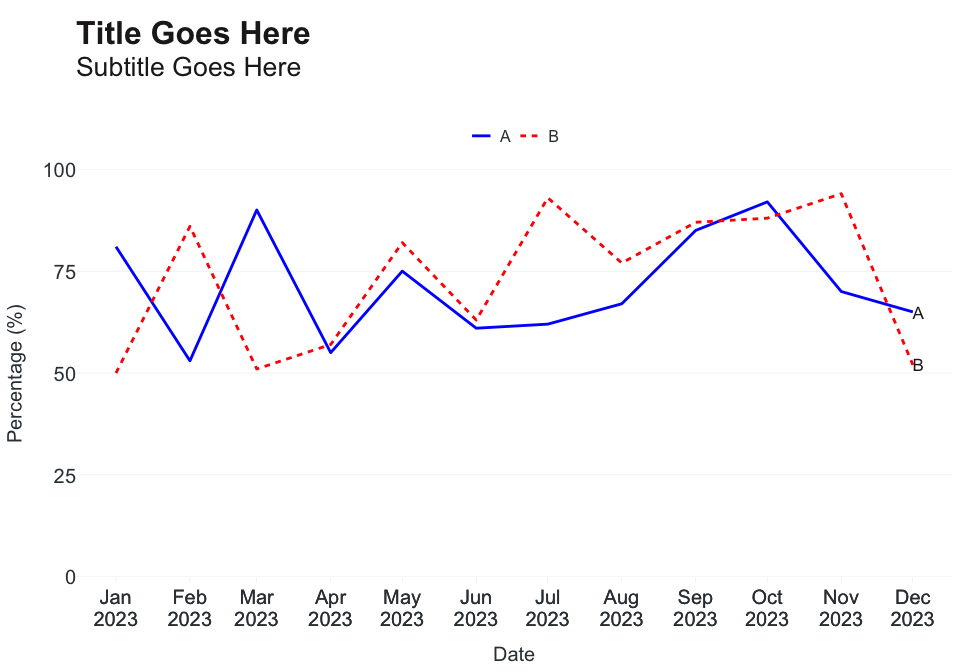 Title Goes Here
Subtitle Goes Here
A B
100
75
50
25
0
Percentage (%)
A
B
Jan Feb Mar Apr May Jun Jul Aug Sep Oct Nov Dec
2023 2023 2023 2023 2023 2023 2023 2023 2023 2023 2023 2023
Date